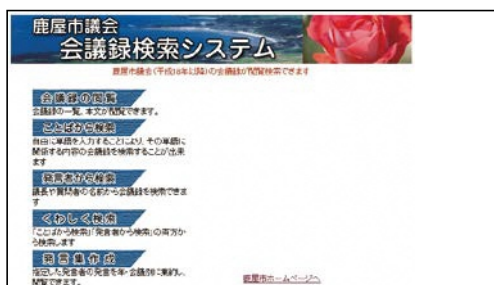 鹿屋市議会
会議録検索システム
鹿屋市議会(平成18年以降)の会議録が閲覧検索できます
会議録の閲覧
会議録の一覧、本文が閲覧できます。
ことばから検索
自由に単語を入力することにより、その単語に
関係する内容の会議録を検索することが出来
ます
発言者から検索
議長や質問者の名前から会議録を検索できま
す
くわしく検索
「ことばから検索」「発言者から検索」の両方か
ら検索します
発言集作成
指定した発言者の発言を年・会議別に集約し、
閲覧できます。
鹿屋市ホームページへ